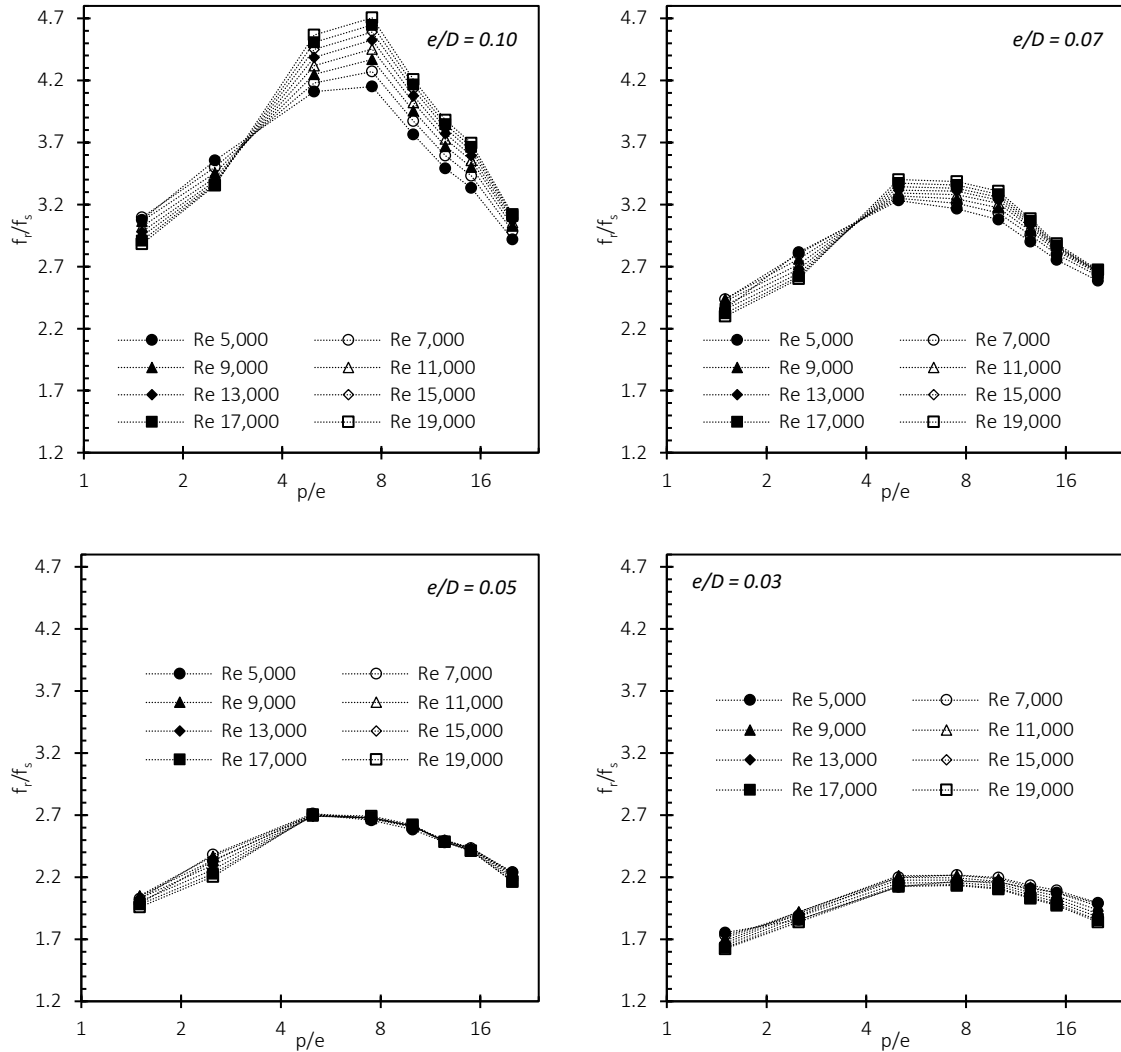 4.7
4.2
3.7
3.2
2.7
2.2
1.7
1.2
fr/fs
e/D = 0.10
Re 5,000 Re 7,000
Re 9,000 Re 11,000
Re 13,000 Re 15,000
Re 17,000 Re 19,000
1 2 4 8 16
p/e
4.7
4.2
3.7
3.2
2.7
2.2
1.7
1.2
fr/fs
e/D = 0.07
Re 5,000 Re 7,000
Re 9,000 Re 11,000
Re 13,000 Re 15,000
Re 17,000 Re 19,000
1 2 4 8 16
p/e
4.7
4.2
3.7
3.2
2.7
2.2
1.7
1.2
fr/fs
e/D = 0.05
Re 5,000 Re 7,000
Re 9,000 Re 11,000
Re 13,000 Re 15,000
Re 17,000 Re 19,000
1 2 4 8 16
p/e
4.7
4.2
3.7
3.2
2.7
2.2
1.7
1.2
fr/fs
e/D = 0.03
Re 5,000 Re 7,000
Re 9,000 Re 11,000
Re 13,000 Re 15,000
Re 17,000 Re 19,000
1 2 4 8 16
p/e